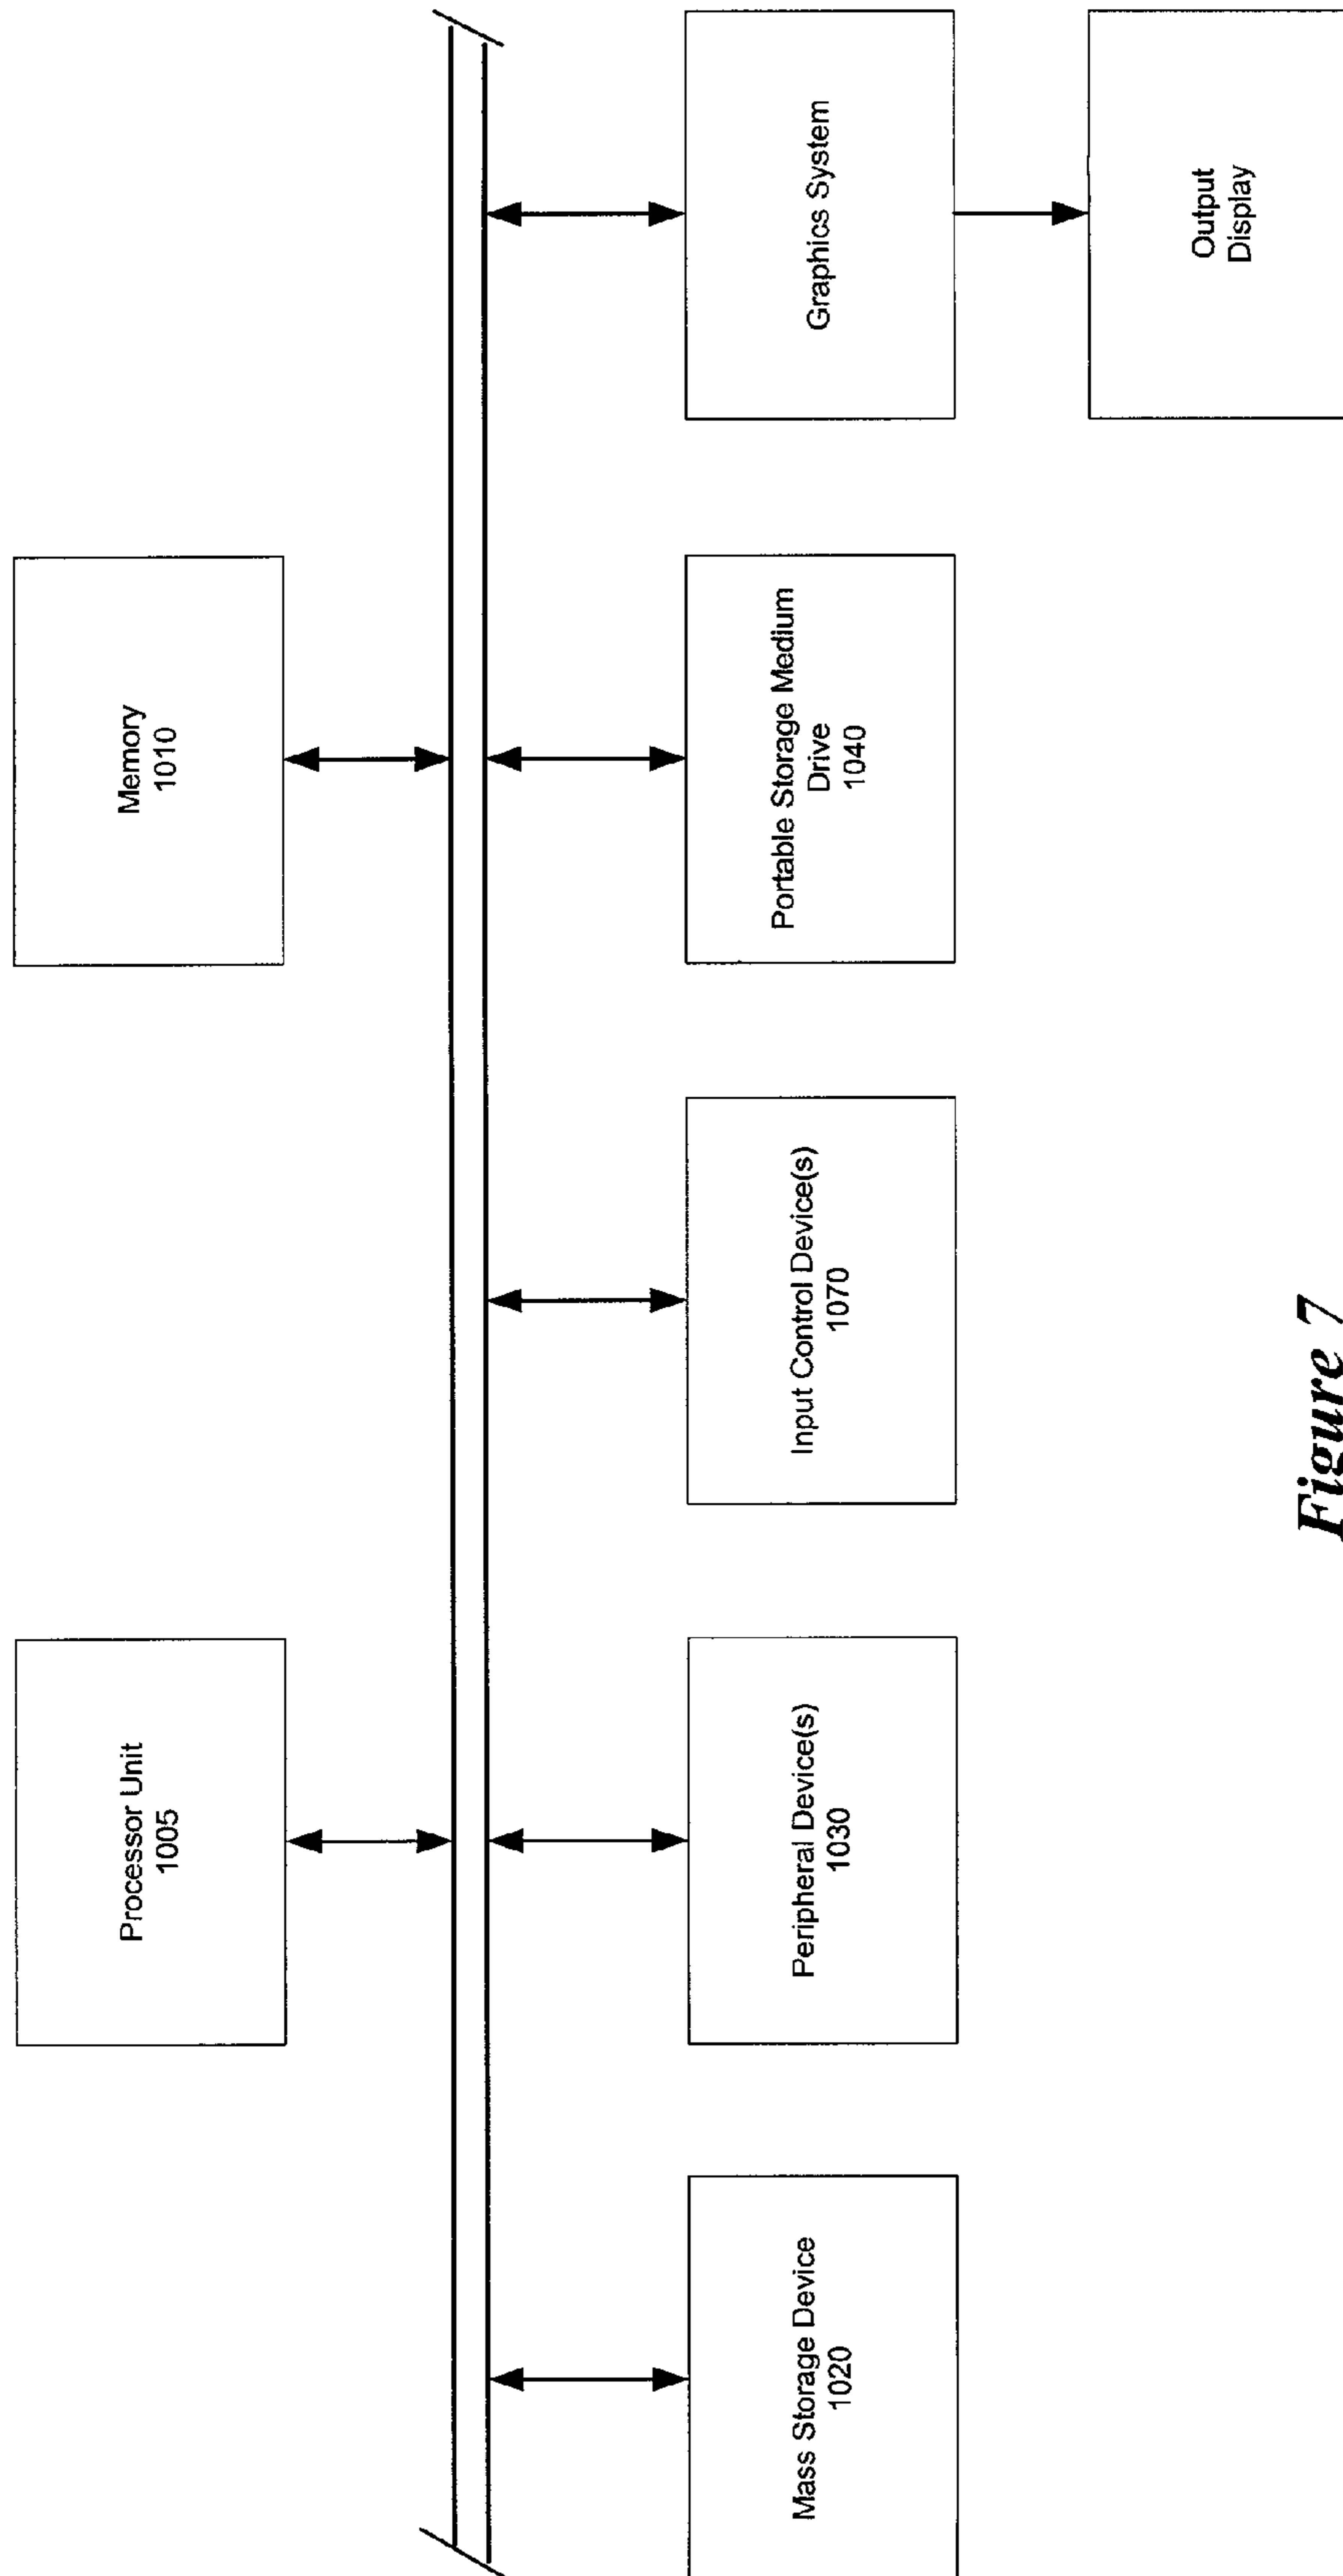 Processor Unit
1005
Memory
1010
Mass Storage Device
1020
Peripheral Device(s)
1030
Input Control Device(s)
1070
Portable Storage Medium
Drive
1040
Graphics System
Output
Display
Figure 7